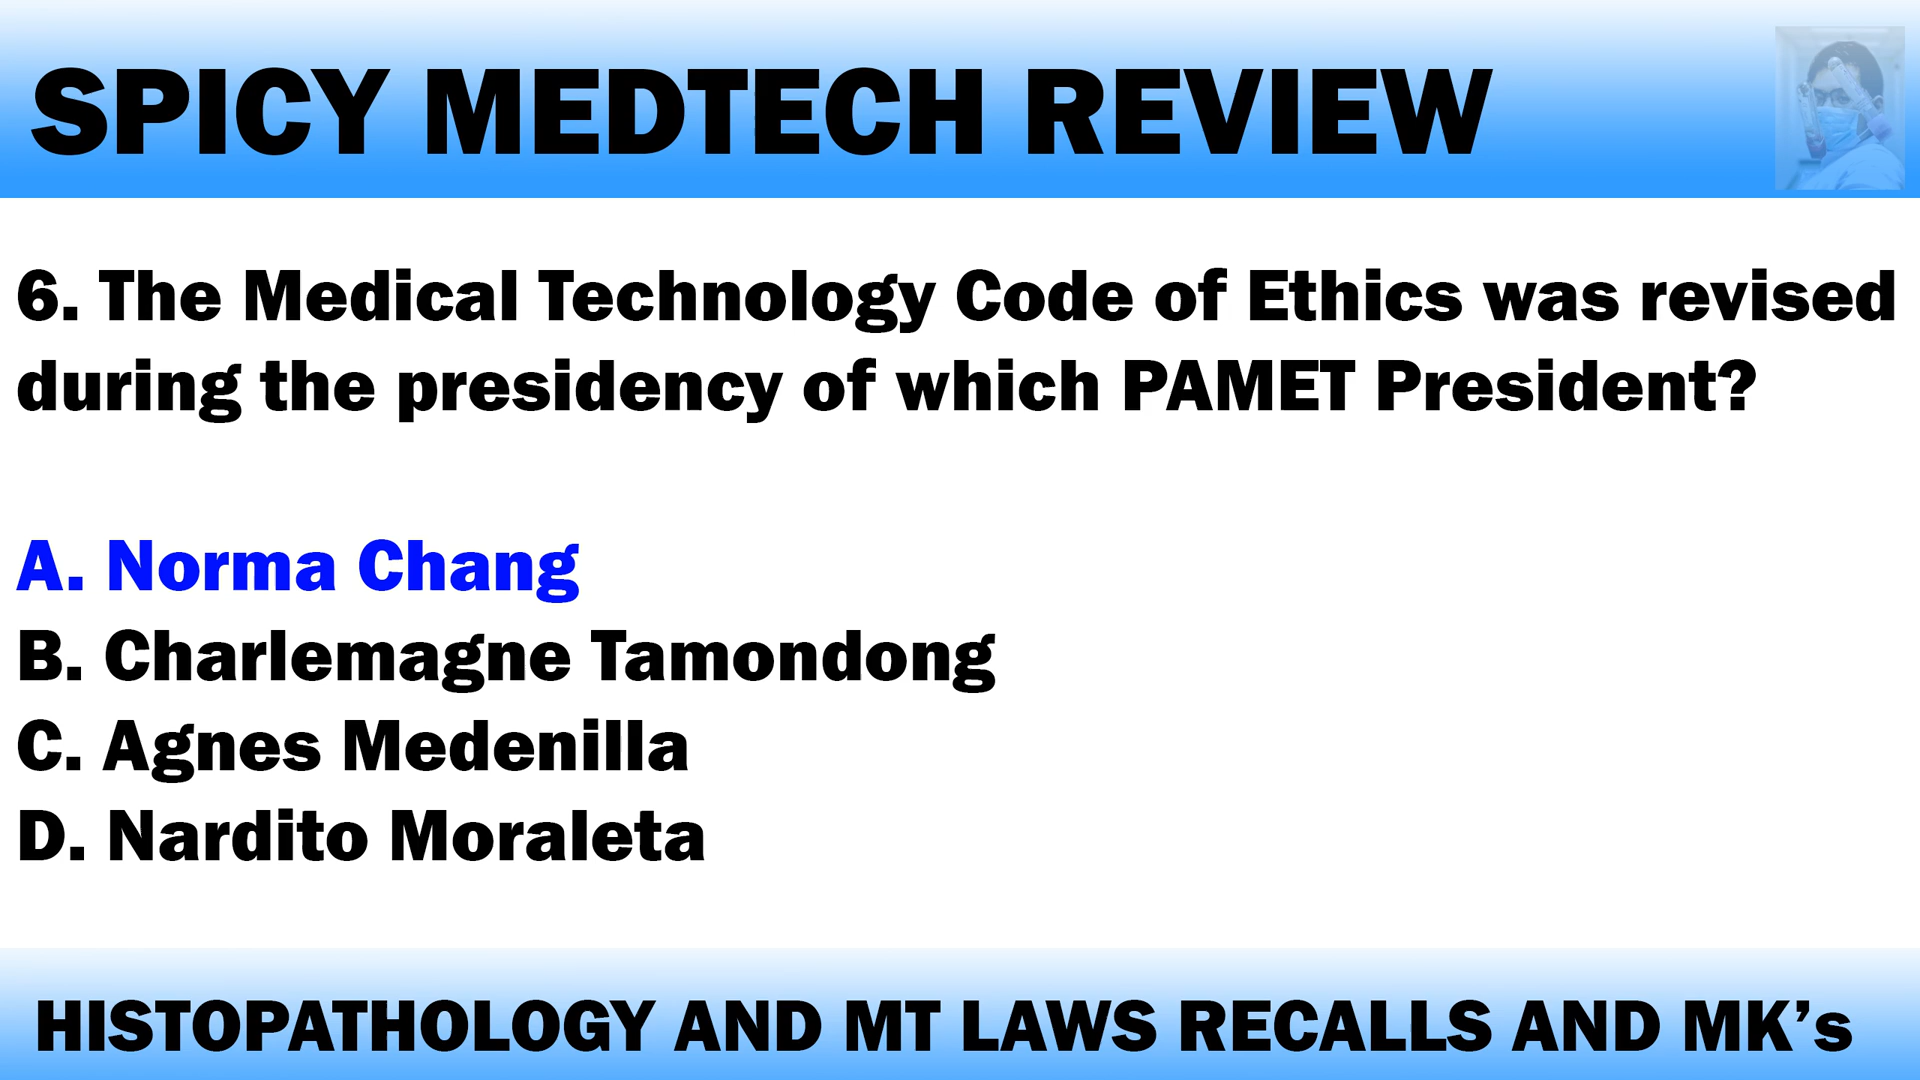 SPICY MEDTECH REVIEW
6. The Medical Technology Code of Ethics was revised
during the presidency of which PAMET President?
A. Norma Chang
B. Charlemagne Tamondong
C. Agnes Medenilla
D. Nardito Moraleta
HISTOPATHOLOGY AND MT LAWS RECALLS AND MK’s